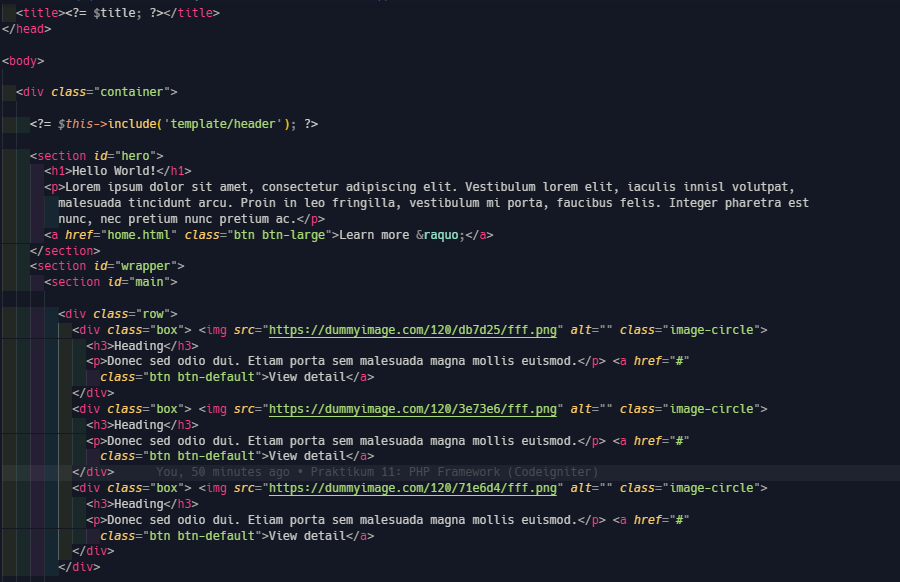 <title><?= $title; ?></title>
</head>
<body>
<div class="container">
<?= $this->include('template/header'); ?>
<section id="hero">
<h1>Hello World!</h1>
<p>Lorem ipsum dolor sit amet, consectetur adipiscing elit. Vestibulum lorem elit, iaculis innisl volutpat,
malesuada tincidunt arcu. Proin in leo fringilla, vestibulum mi porta, faucibus felis. Integer pharetra est
nunc, nec pretium nunc pretium ac.</p>
<a href="home.html" class="btn btn-large">Learn more &raquo;</a>
</section>
<section id="wrapper">
<section id="main">
<div class="row">
<div class="box"> <img src="https://dummyimage.com/120/db7d25/fff.png" alt="" class="image-circle">
<h3>Heading</h3>
<p>Donec sed odio dui. Etiam porta sem malesuada magna mollis euismod.</p> <a href="#"
class="btn btn-default">View detail</a>
</div>
<div class="box"> <img src="https://dummyimage.com/120/3e73e6/fff.png" alt="" class="image-circle">
<h3>Heading</h3>
<p>Donec sed odio dui. Etiam porta sem malesuada magna mollis euismod.</p> <a href="#"
class="btn btn-default">View detail</a>
</div> You, 50 minutes ago • Praktikum 11: PHP Framework (Codeigniter)
<div class="box"> <img src="https://dummyimage.com/120/71e6d4/fff.png" alt="" class="image-circle">
<h3>Heading</h3>
<p>Donec sed odio dui. Etiam porta sem malesuada magna mollis euismod.</p> <a href="#"
class="btn btn-default">View detail</a>
</div>
</div>